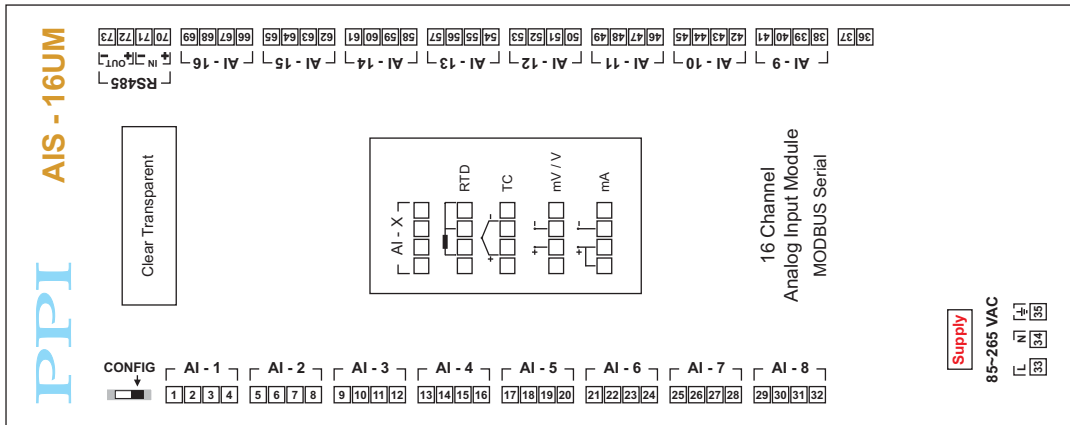 73 72 71 70 69 68 67 66 65 64 63 62 61 60 59 58 57 56 55 54 53 52 51 50 49 48 47 46 45 44 43 42 41 40 39 38 37 36
- + - +
OUT IN
RS485
AI - 16 AI - 15 AI - 14 AI - 13 AI - 12 AI - 11 AI - 10 AI - 9
AIS - 16UM
PPI
Clear Transparent
AI - X
RTD
+ -
TC
+ -
mV / V
+ -
mA
16 Channel
Analog Input Module
MODBUS Serial
Supply
85~265 VAC
L N
33 34 35
CONFIG
AI - 1 AI - 2 AI - 3 AI - 4 AI - 5 AI - 6 AI - 7 AI - 8
1 2 3 4 5 6 7 8 9 10 11 12 13 14 15 16 17 18 19 20 21 22 23 24 25 26 27 28 29 30 31 32